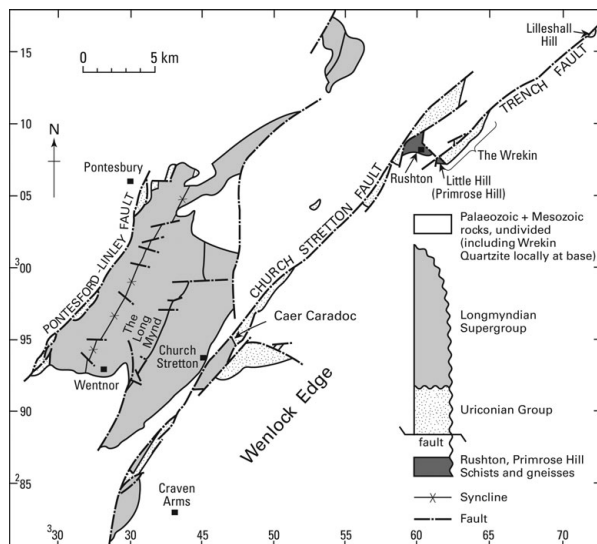 15
10
05
³00
95
90
²85
³30
30
45
50
55
60
65
70
0
5 km
N
Lilleshall
Hill
TRENCH FAULT
The Wrekin
Rushton
Little Hill
(Primrose Hill)
Pontesbury
PONTESFORD-LINLEY FAULT
CHURCH STRETTON FAULT
The Long
Mynd
Caer Caradoc
Church
Stretton
Wentnor
Wenlock Edge
Craven
Arms
Palaeozoic + Mesozoic
rocks, undivided
(including Wrekin
Quartzite locally at base)
Longmyndian
Supergroup
Uriconian Group
fault
Rushton, Primrose Hill
Schists and gneisses
Syncline
Fault